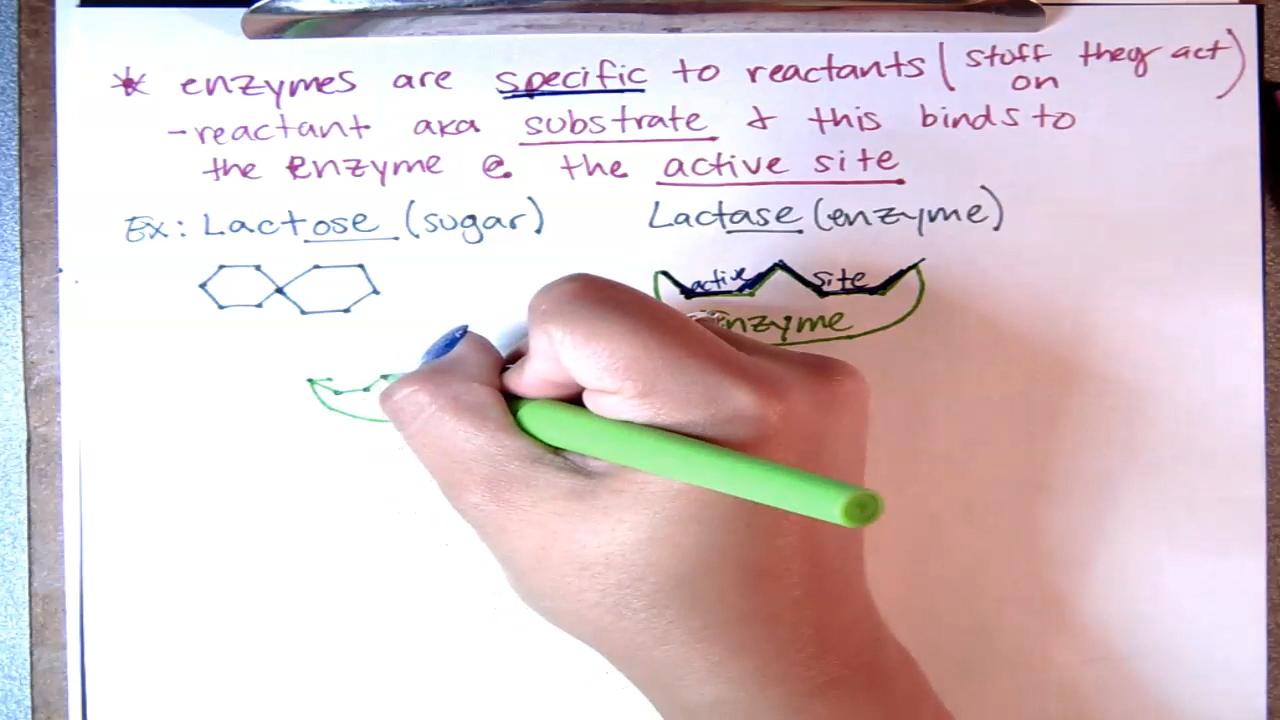 * enzymes are specific to reactants (stuff they act on)
- reactant aka substrate & this binds to
the enzyme @ the active site
Ex: Lactose (sugar) Lactase (enzyme)
active site
enzyme